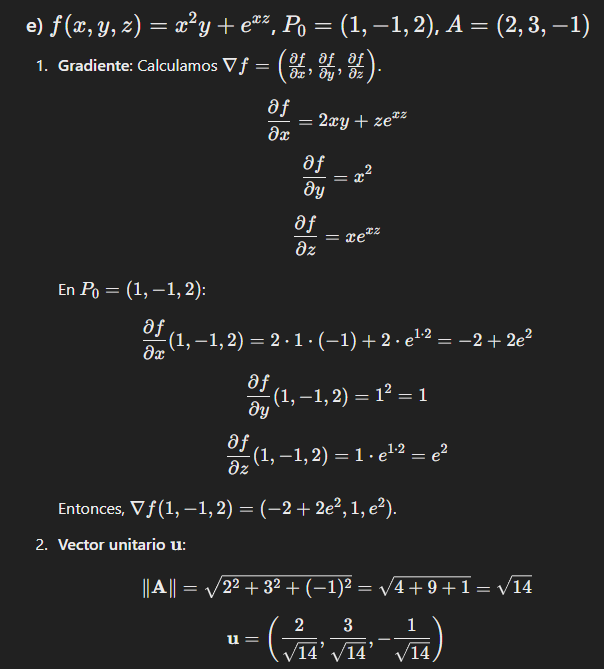 e) f(x, y, z) = x²y + e^{xz}, P₀ = (1, −1, 2), A = (2, 3, −1)
1. Gradiente: Calculamos ∇f = (∂f/∂x, ∂f/∂y, ∂f/∂z).
∂f/∂x = 2xy + ze^{xz}
∂f/∂y = x²
∂f/∂z = xe^{xz}
En P₀ = (1, −1, 2):
∂f/∂x (1, −1, 2) = 2 · 1 · (−1) + 2 · e^{1·2} = −2 + 2e²
∂f/∂y (1, −1, 2) = 1² = 1
∂f/∂z (1, −1, 2) = 1 · e^{1·2} = e²
Entonces, ∇f(1, −1, 2) = (−2 + 2e², 1, e²).
2. Vector unitario u:
‖A‖ = √(2² + 3² + (−1)²) = √(4 + 9 + 1) = √14
u = (2/√14, 3/√14, −1/√14)